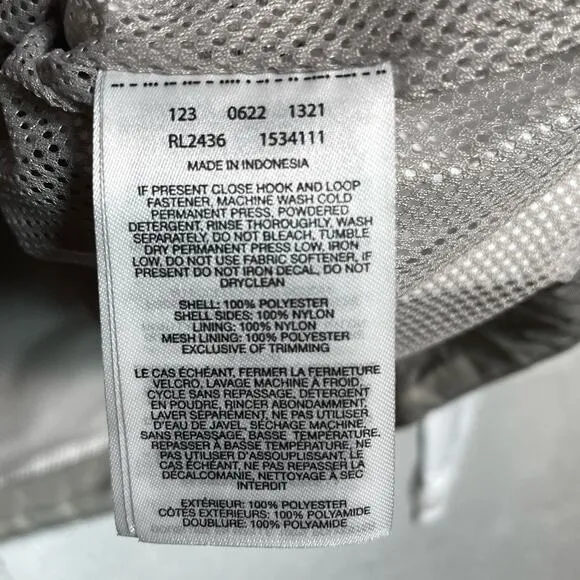 123 0622 1321
RL2436 1534111
MADE IN INDONESIA
IF PRESENT CLOSE HOOK AND LOOP
FASTENER, MACHINE WASH COLD
PERMANENT PRESS, POWDERED
DETERGENT, RINSE THOROUGHLY, WASH
SEPARATELY, DO NOT BLEACH, TUMBLE
DRY PERMANENT PRESS LOW, IRON
LOW, DO NOT USE FABRIC SOFTENER, IF
PRESENT DO NOT IRON DECAL, DO NOT
DRYCLEAN
SHELL: 100% POLYESTER
SHELL SIDES: 100% NYLON
LINING: 100% NYLON
MESH LINING: 100% POLYESTER
EXCLUSIVE OF TRIMMING
LE CAS ÉCHÉANT, FERMER LA FERMETURE
VELCRO, LAVAGE MACHINE À FROID,
CYCLE SANS REPASSAGE, DÉTERGENT
EN POUDRE, RINCER ABONDAMMENT,
LAVER SÉPAREMENT, NE PAS UTILISER
D'EAU DE JAVEL, SÉCHAGE MACHINE,
SANS REPASSAGE, BASSE TEMPÉRATURE,
REPASSER À BASSE TEMPÉRATURE, NE
PAS UTILISER D'ASSOUPLISSANT, LE
CAS ÉCHÉANT, NE PAS REPASSER LA
DÉCALCOMANIE, NETTOYAGE À SEC
INTERDIT
EXTÉRIEUR: 100% POLYESTER
CÔTÉS EXTÉRIEURS: 100% POLYAMIDE
DOUBLURE: 100% POLYAMIDE